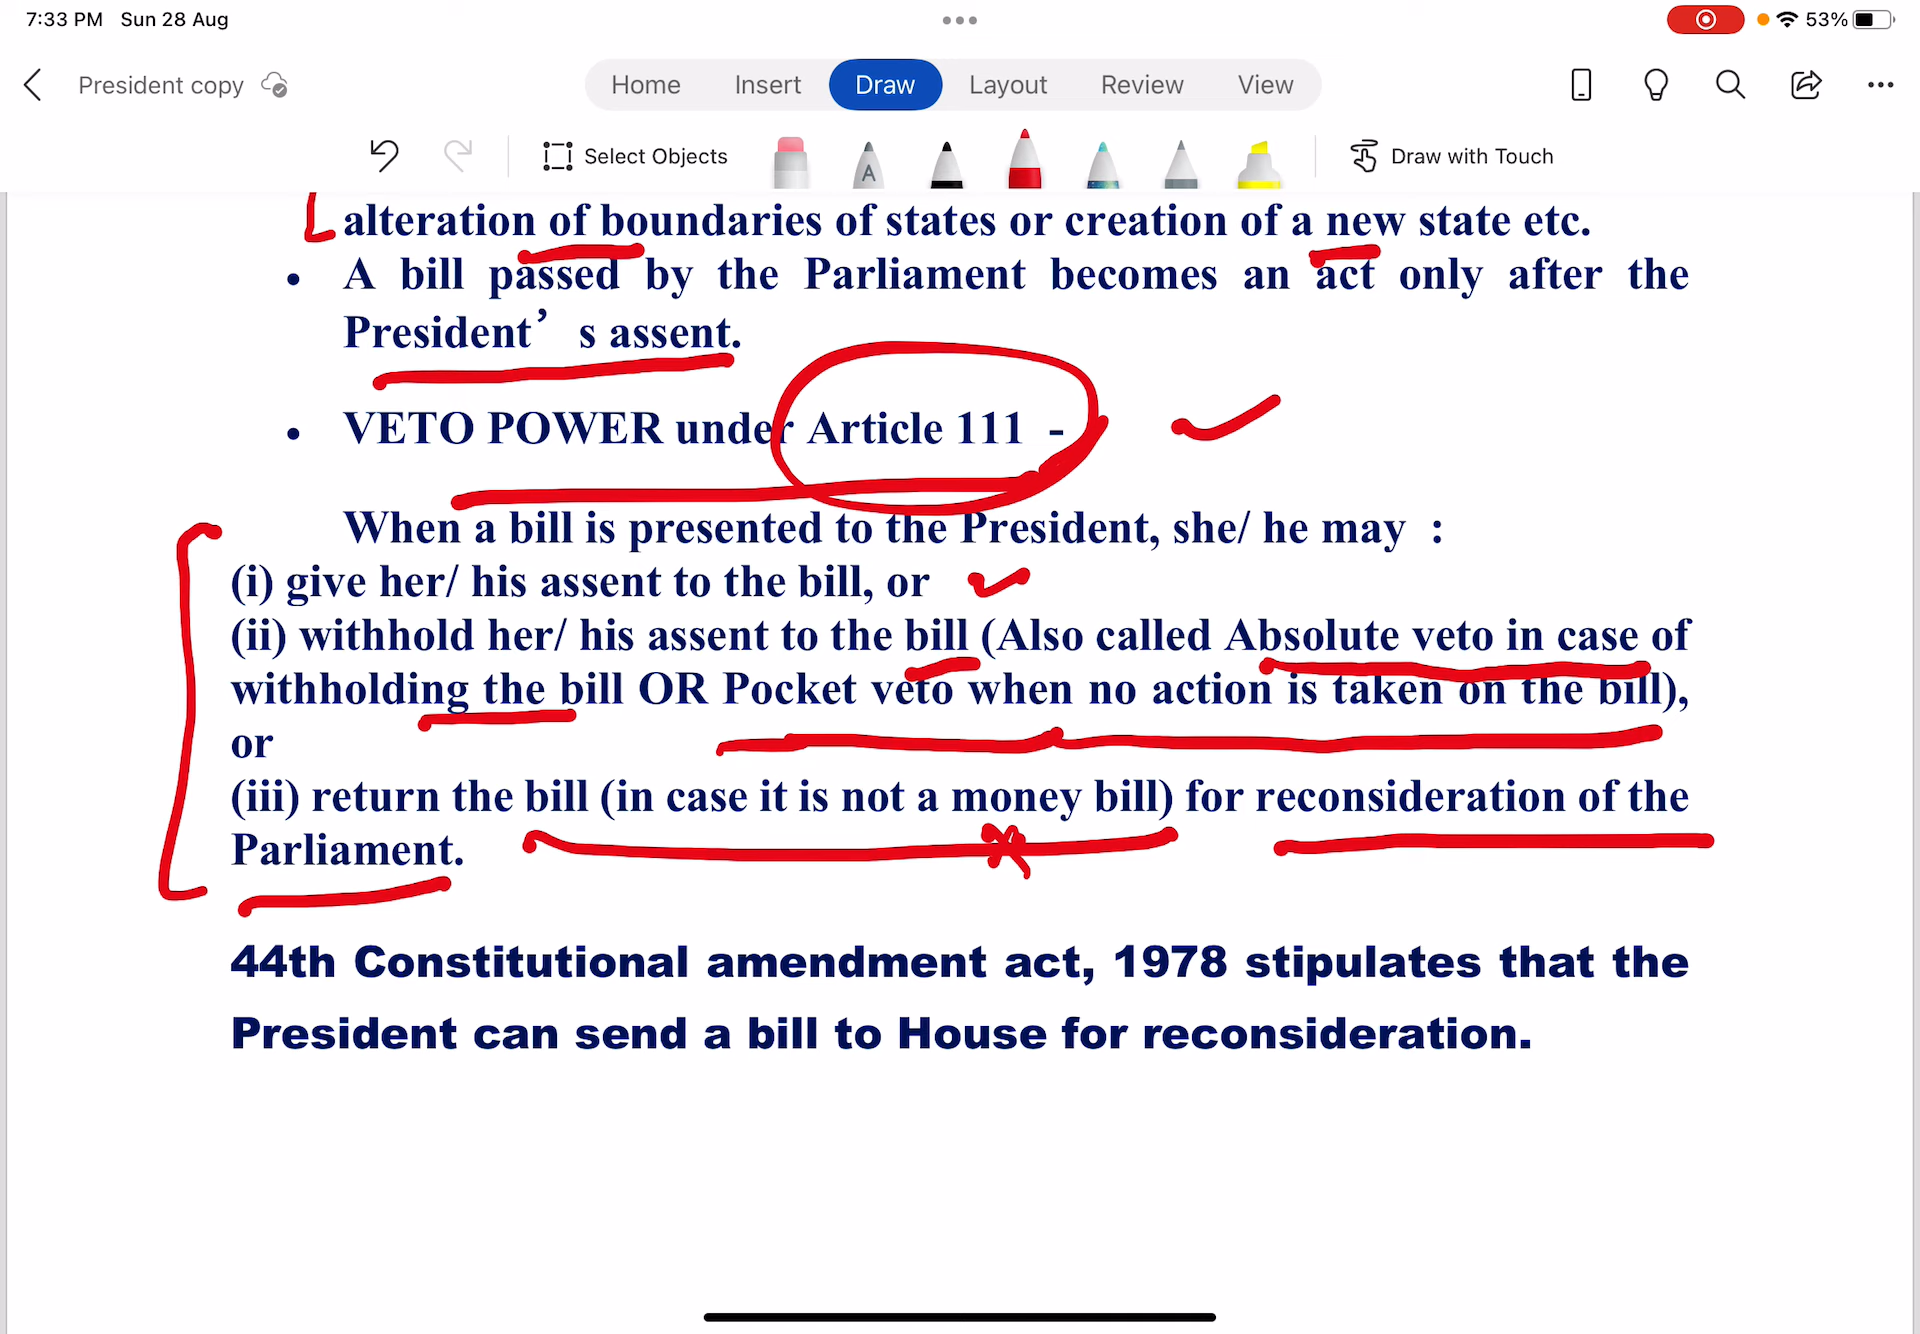 7:33 PM Sun 28 Aug
53%
President copy
Home Insert Draw Layout Review View
Select Objects
A
Draw with Touch
alteration of boundaries of states or creation of a new state etc.
• A bill passed by the Parliament becomes an act only after the
President’ s assent.
• VETO POWER under Article 111 -
When a bill is presented to the President, she/ he may :
(i) give her/ his assent to the bill, or
(ii) withhold her/ his assent to the bill (Also called Absolute veto in case of
withholding the bill OR Pocket veto when no action is taken on the bill),
or
(iii) return the bill (in case it is not a money bill) for reconsideration of the
Parliament.
44th Constitutional amendment act, 1978 stipulates that the
President can send a bill to House for reconsideration.